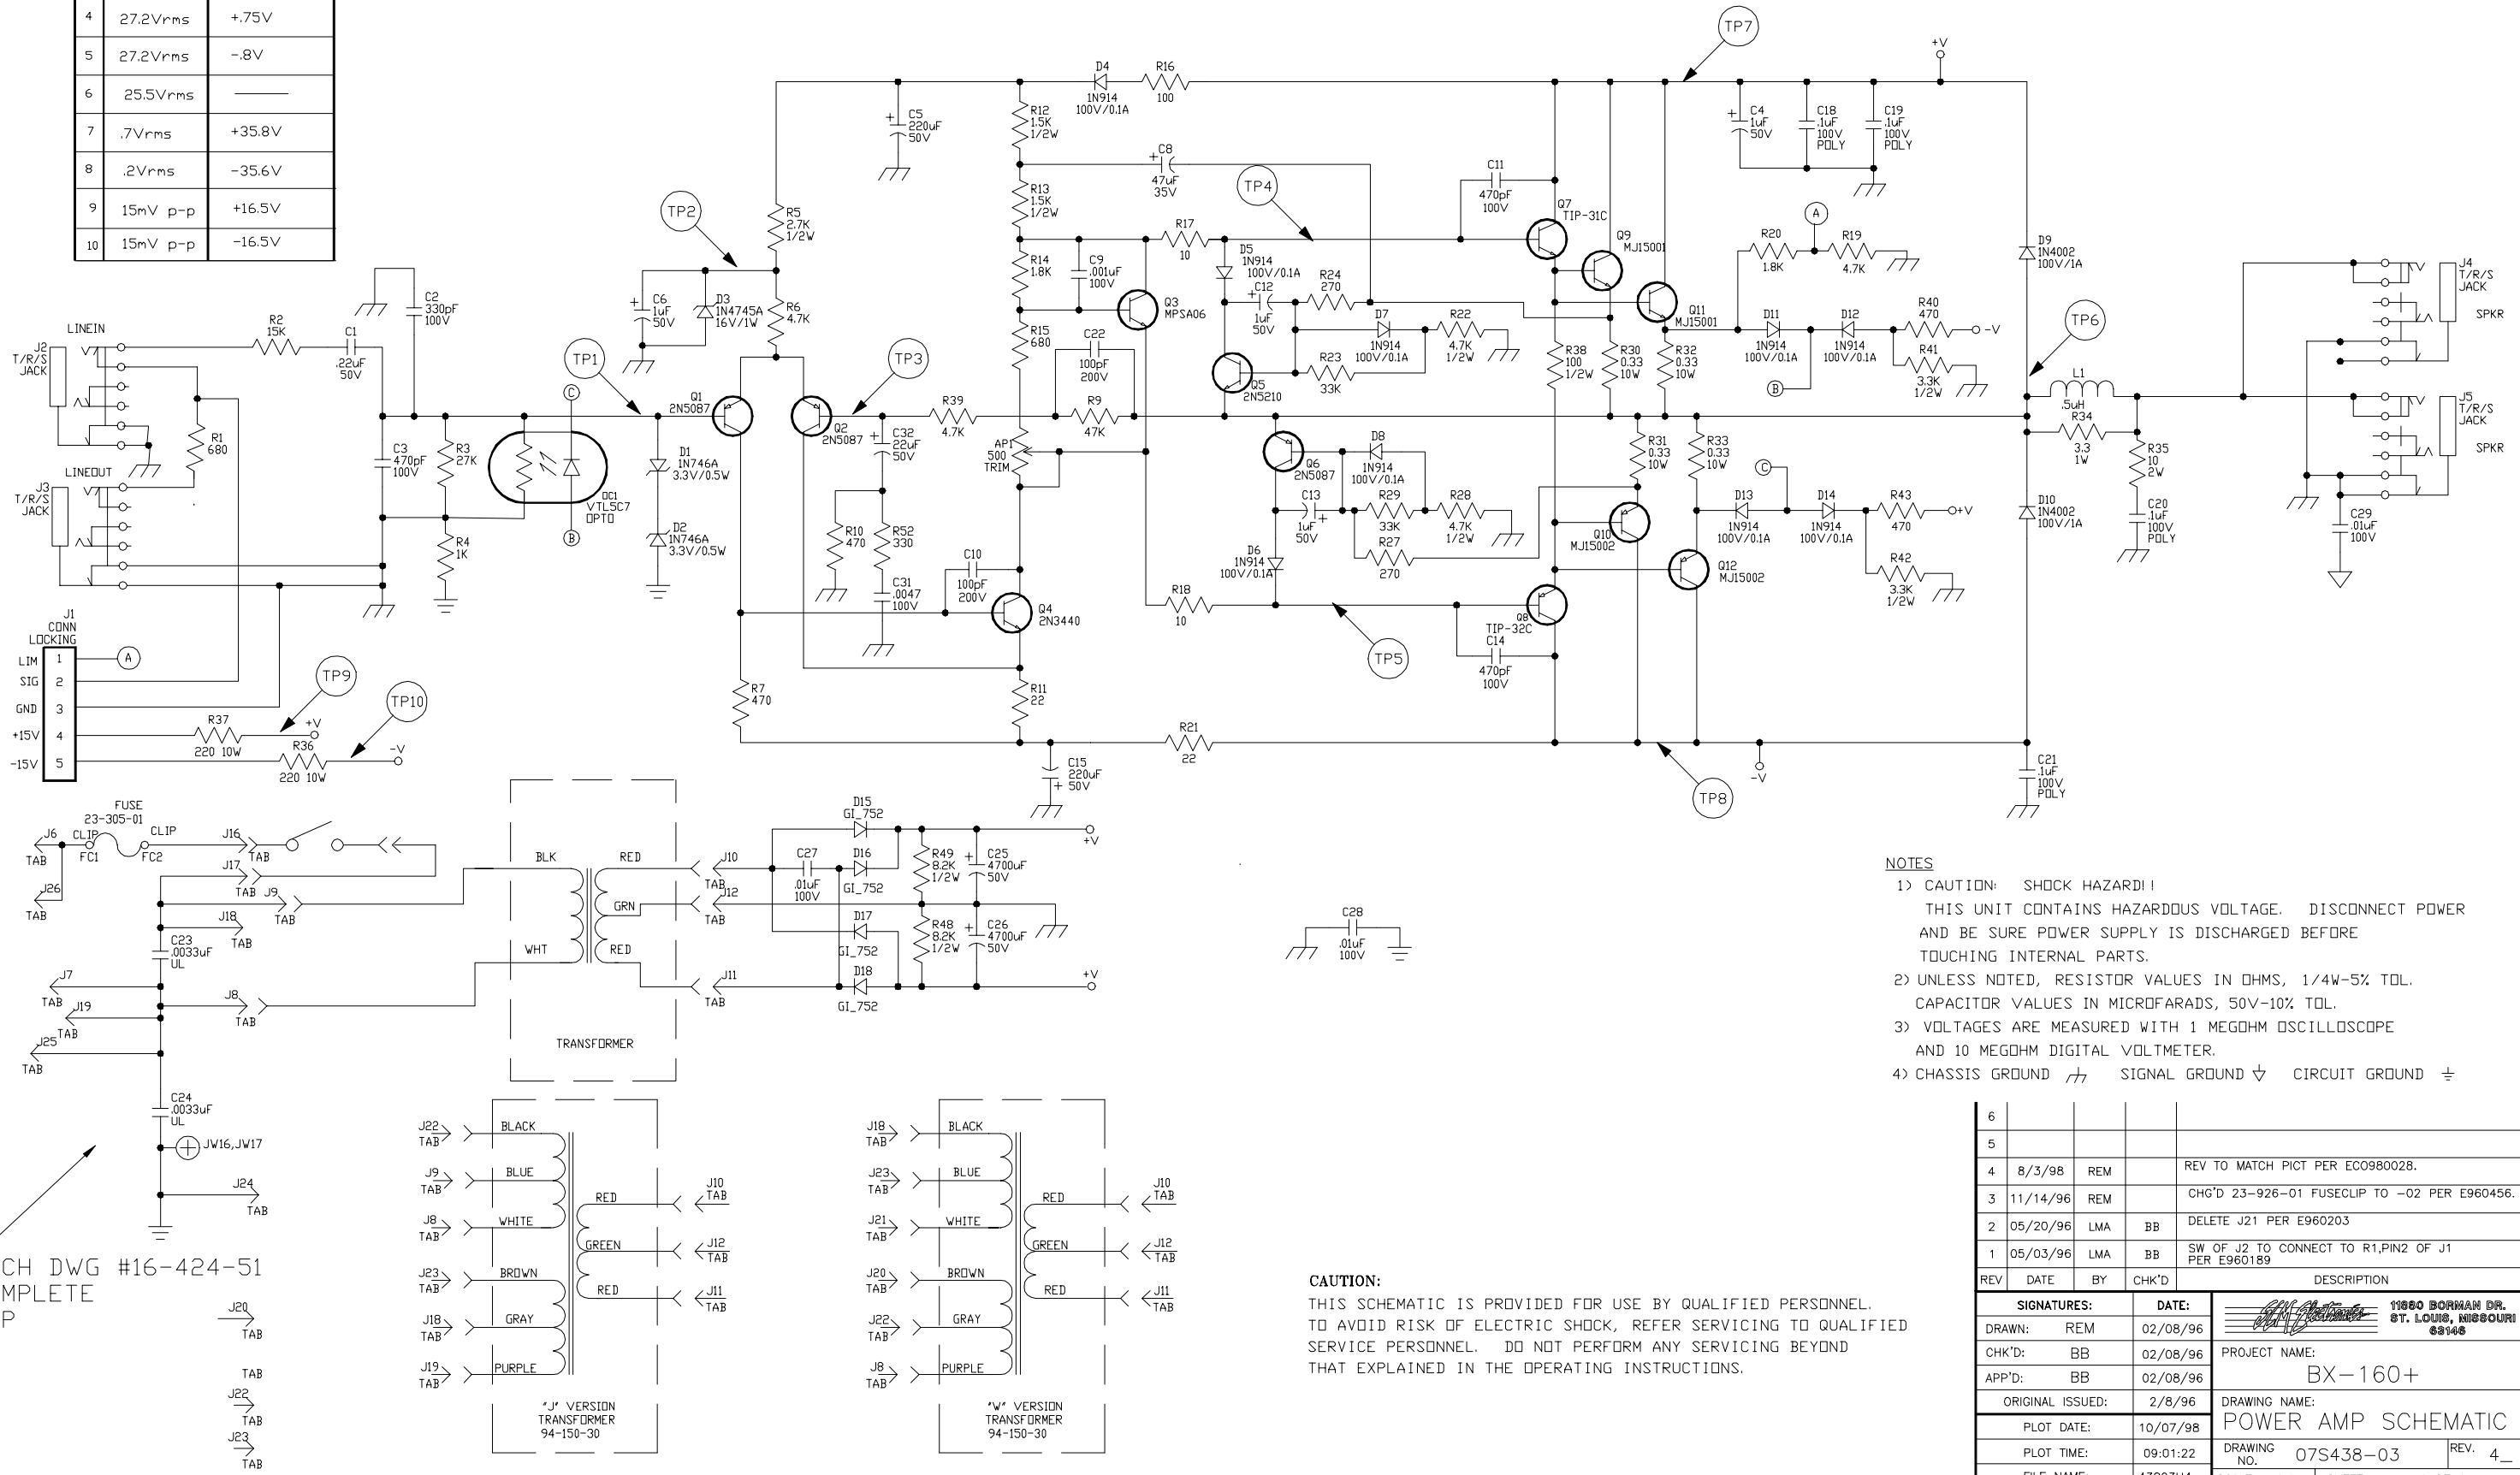 4 27.2Vrms +.75V
5 27.2Vrms -.8V
6 25.5Vrms
7 .7Vrms +35.8V
8 .2Vrms -35.6V
9 15mV p-p +16.5V
10 15mV p-p -16.5V
TP7
+V
D4
1N914
100V/0.1A
R16
100
C5
220uF
50V
R12
1.5K
1/2W
C4
1uF
50V
C18
.1uF
100V
POLY
C19
.1uF
100V
POLY
C8
47uF
35V
TP4
C11
470pF
100V
R13
1.5K
1/2W
TP2
R5
2.7K
1/2W
R17
10
Q7
TIP-31C
Q9
MJ15001
A
R20
1.8K
R19
4.7K
D9
1N4002
100V/1A
J4
T/R/S
JACK
SPKR
R14
1.8K
C9
.001uF
100V
D5
1N914
100V/0.1A
R24
270
C12
1uF
50V
Q3
MPSA06
Q11
MJ15001
C2
330pF
100V
C6
1uF
50V
D3
1N4745A
16V/1W
R6
4.7K
LINEIN
J2
T/R/S
JACK
R2
15K
C1
.22uF
50V
TP1
TP3
R15
680
C22
100pF
200V
D7
1N914
100V/0.1A
R22
4.7K
1/2W
R23
33K
R38
100
1/2W
R30
0.33
10W
R32
0.33
10W
D11
1N914
100V/0.1A
D12
1N914
100V/0.1A
R40
470
-V
R41
3.3K
1/2W
B
TP6
Q5
2N5210
C
Q1
2N5087
Q2
2N5087
R39
4.7K
R9
47K
L1
.5uH
R34
3.3
1W
J5
T/R/S
JACK
SPKR
R1
680
C3
470pF
100V
R3
27K
OC1
VTL5C7
OPTO
B
D1
1N746A
3.3V/0.5W
C32
22uF
50V
AP1
500
TRIM
Q6
2N5087
D8
1N914
100V/0.1A
R31
0.33
10W
R33
0.33
10W
C
R35
10
2W
LINEOUT
J3
T/R/S
JACK
R4
1K
D2
1N746A
3.3V/0.5W
R10
470
R52
330
C13
1uF
50V
R29
33K
R28
4.7K
1/2W
R27
270
D6
1N914
100V/0.1A
Q10
MJ15002
D13
1N914
100V/0.1A
D14
1N914
100V/0.1A
R43
470
+V
D10
1N4002
100V/1A
C20
.1uF
100V
POLY
C29
.01uF
100V
C10
100pF
200V
C31
.0047
100V
Q12
MJ15002
R42
3.3K
1/2W
R18
10
Q4
2N3440
Q8
TIP-32C
C14
470pF
100V
TP5
J1
CONN
LOCKING
LIM 1 A
SIG 2
GND 3
+15V 4
-15V 5
TP9
TP10
R37
220 10W
+V
R36
220 10W
-V
R7
470
R11
22
R21
22
C15
220uF
50V
-V
TP8
C21
.1uF
100V
POLY
FUSE
23-305-01
J6
TAB
CLIP
FC1
CLIP
FC2
J16
TAB
J26
TAB
J17
TAB
J9
TAB
J18
TAB
C23
.0033uF
UL
J7
TAB
J19
TAB
J8
TAB
J25
TAB
C24
.0033uF
UL
JW16,JW17
J24
TAB
BLK
RED
GRN
WHT
RED
TRANSFORMER
J10
TAB
J12
TAB
J11
TAB
D15
GI_752
C27
.01uF
100V
D16
GI_752
D17
GI_752
D18
GI_752
R49
8.2K
1/2W
C25
4700uF
50V
R48
8.2K
1/2W
C26
4700uF
50V
+V
+V
C28
.01uF
100V
NOTES
1) CAUTION: SHOCK HAZARD!!
THIS UNIT CONTAINS HAZARDOUS VOLTAGE. DISCONNECT POWER
AND BE SURE POWER SUPPLY IS DISCHARGED BEFORE
TOUCHING INTERNAL PARTS.
2) UNLESS NOTED, RESISTOR VALUES IN OHMS, 1/4W-5% TOL.
CAPACITOR VALUES IN MICROFARADS, 50V-10% TOL.
3) VOLTAGES ARE MEASURED WITH 1 MEGOHM OSCILLOSCOPE
AND 10 MEGOHM DIGITAL VOLTMETER.
4) CHASSIS GROUND SIGNAL GROUND CIRCUIT GROUND
CH DWG #16-424-51
MPLETE
P
J20
TAB
TAB
J22
TAB
J23
TAB
J22
TAB
BLACK
J9
TAB
BLUE
J8
TAB
WHITE
J23
TAB
BROWN
J18
TAB
GRAY
J19
TAB
PURPLE
RED
J10
TAB
GREEN
J12
TAB
RED
J11
TAB
"J" VERSION
TRANSFORMER
94-150-30
J18
TAB
BLACK
J23
TAB
BLUE
J21
TAB
WHITE
J20
TAB
BROWN
J22
TAB
GRAY
J8
TAB
PURPLE
RED
J10
TAB
GREEN
J12
TAB
RED
J11
TAB
"W" VERSION
TRANSFORMER
94-150-30
CAUTION:
THIS SCHEMATIC IS PROVIDED FOR USE BY QUALIFIED PERSONNEL.
TO AVOID RISK OF ELECTRIC SHOCK, REFER SERVICING TO QUALIFIED
SERVICE PERSONNEL. DO NOT PERFORM ANY SERVICING BEYOND
THAT EXPLAINED IN THE OPERATING INSTRUCTIONS.
6
5
4 8/3/98 REM REV TO MATCH PICT PER ECO980028.
3 11/14/96 REM CHG'D 23-926-01 FUSECLIP TO -02 PER E960456.
2 05/20/96 LMA BB DELETE J21 PER E960203
1 05/03/96 LMA BB SW OF J2 TO CONNECT TO R1,PIN2 OF J1
PER E960189
REV DATE BY CHK'D DESCRIPTION
SIGNATURES: DATE:
DRAWN: REM 02/08/96
CHK'D: BB 02/08/96
APP'D: BB 02/08/96
ORIGINAL ISSUED: 2/8/96
PLOT DATE: 10/07/98
PLOT TIME: 09:01:22
SLM Electronics
11880 BORMAN DR.
ST. LOUIS, MISSOURI
63146
PROJECT NAME:
BX-160+
DRAWING NAME:
POWER AMP SCHEMATIC
DRAWING NO. 07S438-03 REV. 4_